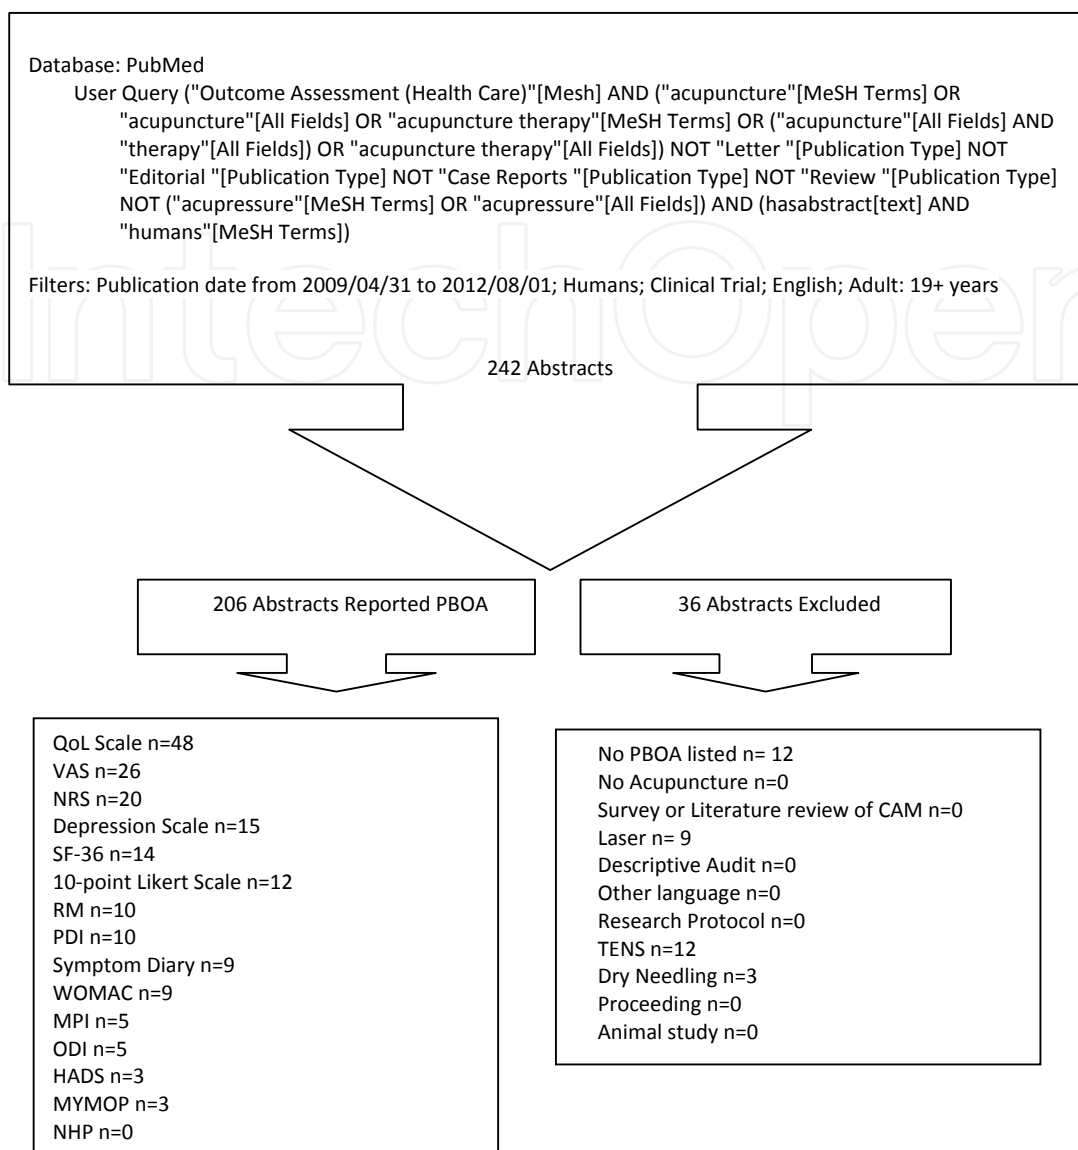 Database: PubMed
User Query ("Outcome Assessment (Health Care)"[Mesh] AND ("acupuncture"[MeSH Terms] OR
"acupuncture"[All Fields] OR "acupuncture therapy"[MeSH Terms] OR ("acupuncture"[All Fields] AND
"therapy"[All Fields]) OR "acupuncture therapy"[All Fields]) NOT "Letter "[Publication Type] NOT
"Editorial "[Publication Type] NOT "Case Reports "[Publication Type] NOT "Review "[Publication Type]
NOT ("acupressure"[MeSH Terms] OR "acupressure"[All Fields]) AND (hasabstract[text] AND
"humans"[MeSH Terms])
Filters: Publication date from 2009/04/31 to 2012/08/01; Humans; Clinical Trial; English; Adult: 19+ years
IntechOpen
242 Abstracts
206 Abstracts Reported PBOA
36 Abstracts Excluded
QoL Scale n=48
VAS n=26
NRS n=20
Depression Scale n=15
SF-36 n=14
10-point Likert Scale n=12
RM n=10
PDI n=10
Symptom Diary n=9
WOMAC n=9
MPI n=5
ODI n=5
HADS n=3
MYMOP n=3
NHP n=0
No PBOA listed n= 12
No Acupuncture n=0
Survey or Literature review of CAM n=0
Laser n= 9
Descriptive Audit n=0
Other language n=0
Research Protocol n=0
TENS n=12
Dry Needling n=3
Proceeding n=0
Animal study n=0